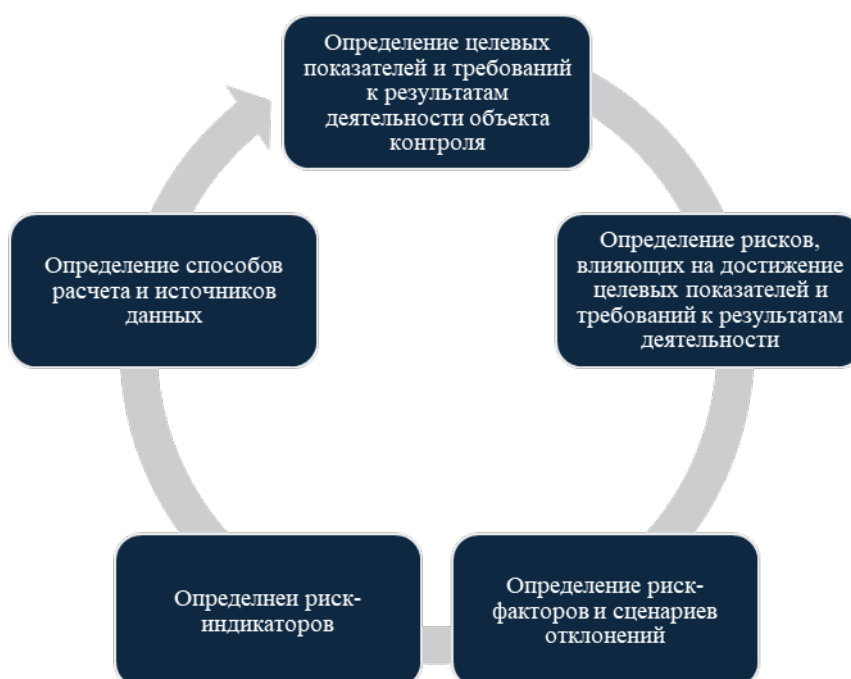 Определение целевых
показателей и требований
к результатам
деятельности объекта
контроля
Определение рисков,
влияющих на достижение
целевых показателей и
требований к результатам
деятельности
Определение риск-
факторов и сценариев
отклонений
Определнеи риск-
индикаторов
Определение способов
расчета и источников
данных